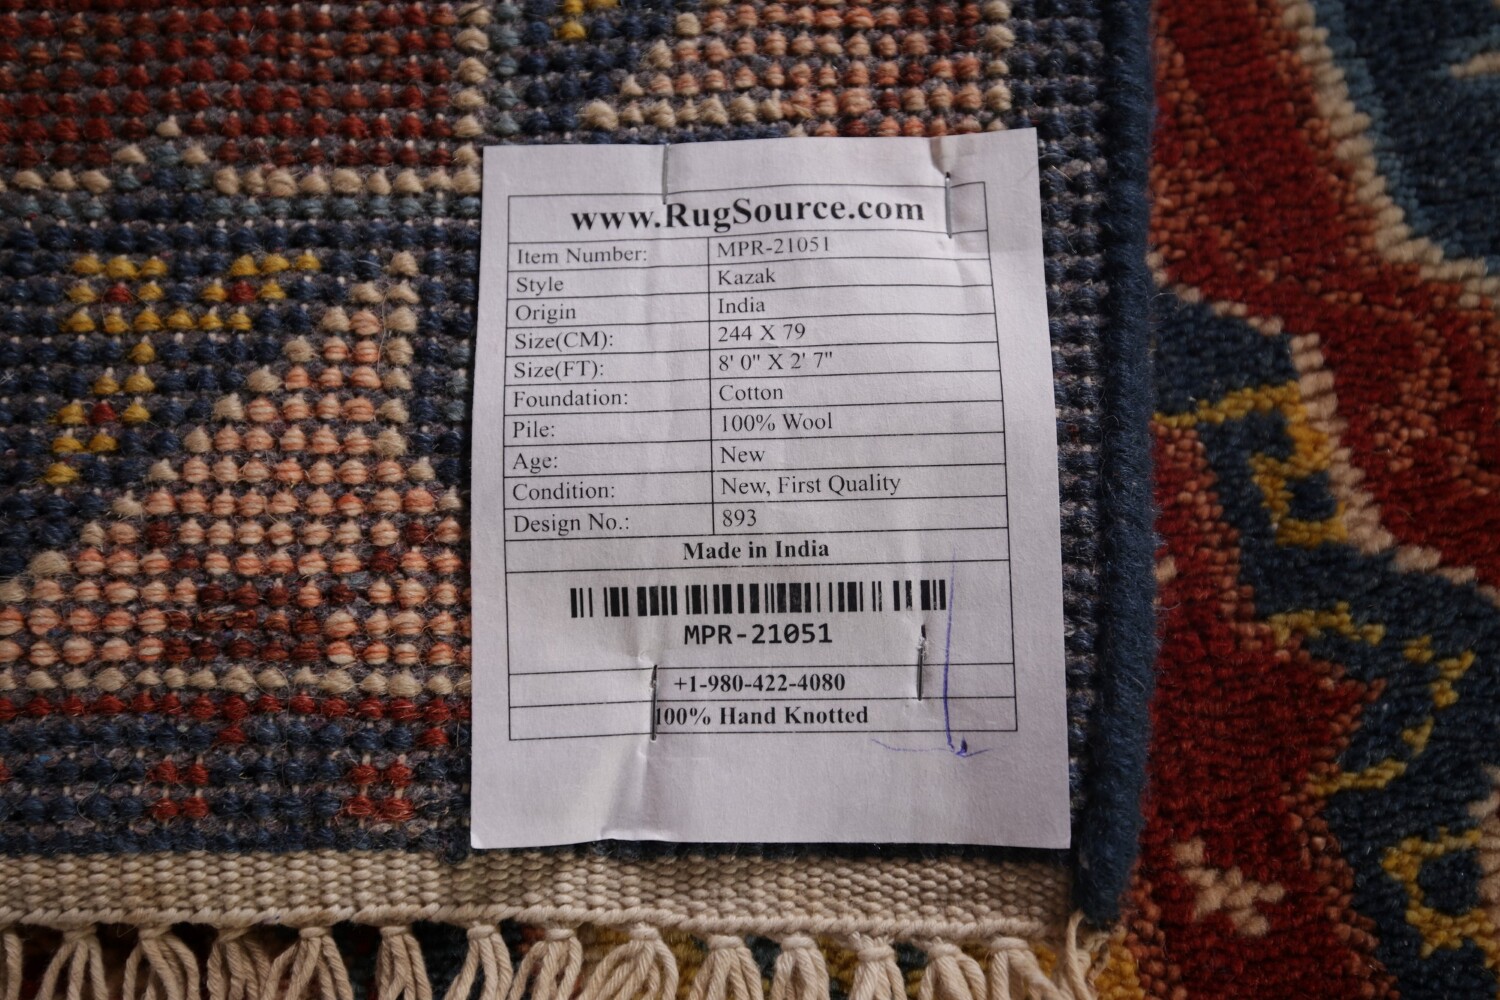 www.RugSource.com
Item Number: MPR-21051
Style Kazak
Origin India
Size(CM): 244 X 79
Size(FT): 8' 0" X 2' 7"
Foundation: Cotton
Pile: 100% Wool
Age: New
Condition: New, First Quality
Design No.: 893
Made in India
MPR-21051
+1-980-422-4080
100% Hand Knotted